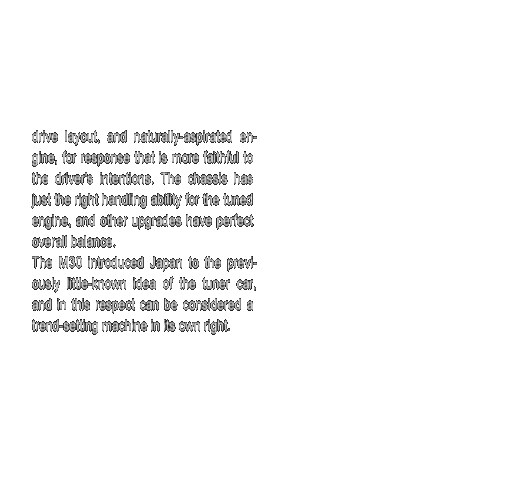 drive layout, and naturally-aspirated en-
gine, for response that is more faithful to
the driver's intentions. The chassis has
just the right handling ability for the tuned
engine, and other upgrades have perfect
overall balance.
The M30 introduced Japan to the previ-
ously little-known idea of the tuner car,
and in this respect can be considered a
trend-setting machine in its own right.